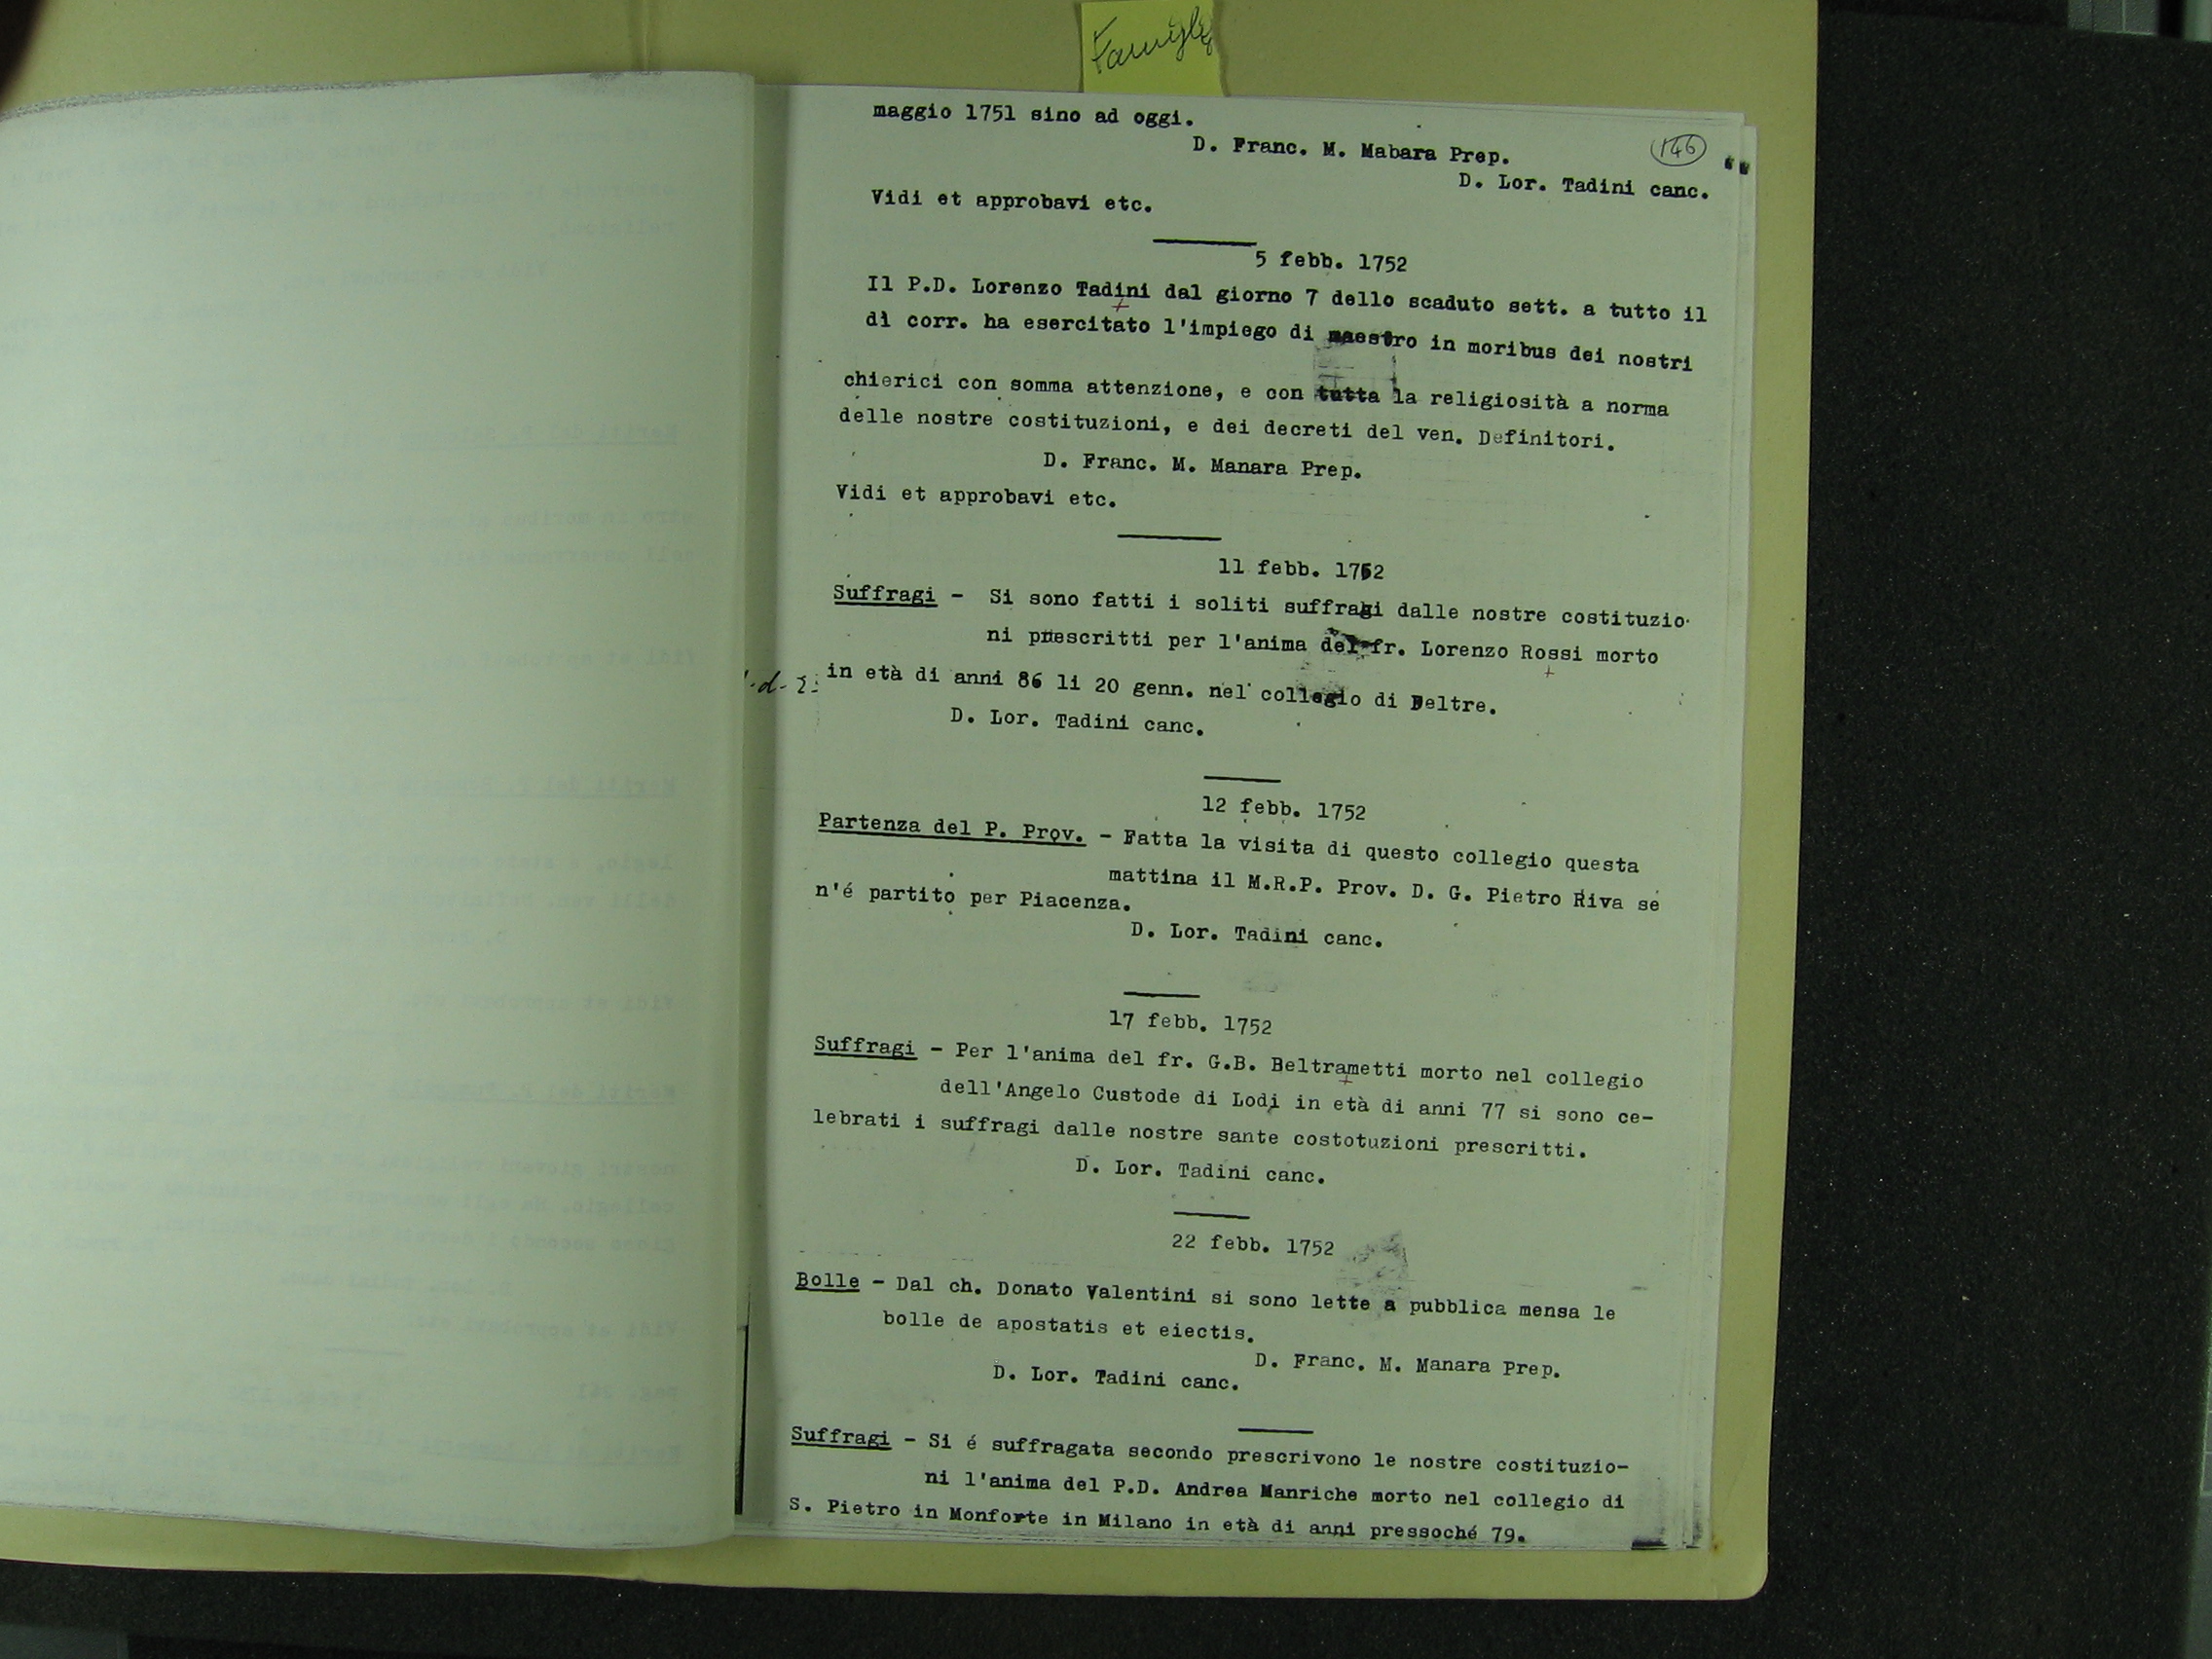 Famigly
maggio 1751 sino ad oggi.
146
D. Franc. M. Mabara Prep.
D. Lor. Tadini canc.
Vidi et approbavi etc.
5 febb. 1752
Il P.D. Lorenzo Tadini dal giorno 7 dello scaduto sett. a tutto il
dì corr. ha esercitato l'impiego di maestro in moribus dei nostri
chierici con somma attenzione, e con tutta la religiosità a norma
delle nostre costituzioni, e dei decreti del ven. Definitori.
D. Franc. M. Manara Prep.
Vidi et approbavi etc.
11 febb. 1752
Suffragi - Si sono fatti i soliti suffragi dalle nostre costituzio-
ni prescritti per l'anima del fr. Lorenzo Rossi morto
in età di anni 86 li 20 genn. nel collegio di Feltre.
D. Lor. Tadini canc.
12 febb. 1752
Partenza del P. Prov. - Fatta la visita di questo collegio questa
mattina il M.R.P. Prov. D. G. Pietro Riva se
n'é partito per Piacenza.
D. Lor. Tadini canc.
17 febb. 1752
Suffragi - Per l'anima del fr. G.B. Beltrametti morto nel collegio
dell'Angelo Custode di Lodi in età di anni 77 si sono ce-
lebrati i suffragi dalle nostre sante costotuzioni prescritti.
D. Lor. Tadini canc.
22 febb. 1752
Bolle - Dal ch. Donato Valentini si sono lette a pubblica mensa le
bolle de apostatis et eiectis.
D. Franc. M. Manara Prep.
D. Lor. Tadini canc.
Suffragi - Si é suffragata secondo prescrivono le nostre costituzio-
ni l'anima del P.D. Andrea Manriche morto nel collegio di
S. Pietro in Monforte in Milano in età di anni pressoché 79.